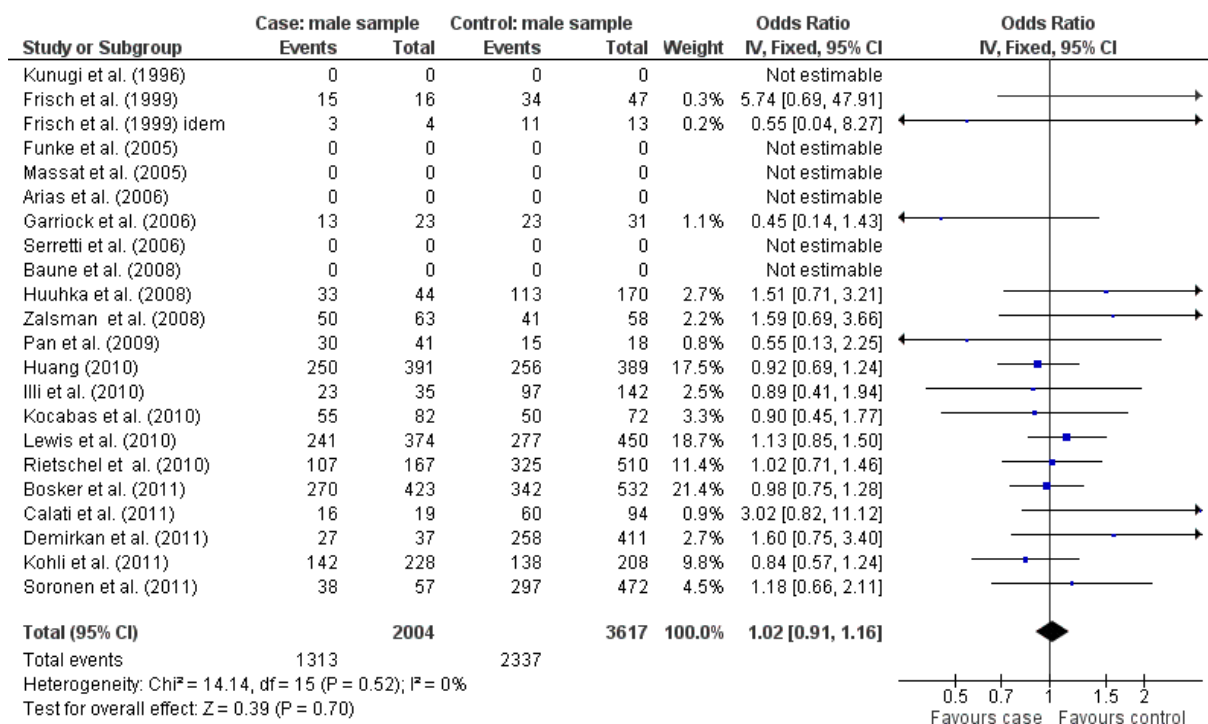 Case: male sample Control: male sample Odds Ratio Odds Ratio
Study or Subgroup Events Total Events Total Weight IV, Fixed, 95% CI IV, Fixed, 95% CI
Kunugi et al. (1996) 0 0 0 0 Not estimable
Frisch et al. (1999) 15 16 34 47 0.3% 5.74 [0.69, 47.91]
Frisch et al. (1999) idem 3 4 11 13 0.2% 0.55 [0.04, 8.27]
Funke et al. (2005) 0 0 0 0 Not estimable
Massat et al. (2005) 0 0 0 0 Not estimable
Arias et al. (2006) 0 0 0 0 Not estimable
Garriock et al. (2006) 13 23 23 31 1.1% 0.45 [0.14, 1.43]
Serretti et al. (2006) 0 0 0 0 Not estimable
Baune et al. (2008) 0 0 0 0 Not estimable
Huuhka et al. (2008) 33 44 113 170 2.7% 1.51 [0.71, 3.21]
Zalsman et al. (2008) 50 63 41 58 2.2% 1.59 [0.69, 3.66]
Pan et al. (2009) 30 41 15 18 0.8% 0.55 [0.13, 2.25]
Huang (2010) 250 391 256 389 17.5% 0.92 [0.69, 1.24]
Illi et al. (2010) 23 35 97 142 2.5% 0.89 [0.41, 1.94]
Kocabas et al. (2010) 55 82 50 72 3.3% 0.90 [0.45, 1.77]
Lewis et al. (2010) 241 374 277 450 18.7% 1.13 [0.85, 1.50]
Rietschel et al. (2010) 107 167 325 510 11.4% 1.02 [0.71, 1.46]
Bosker et al. (2011) 270 423 342 532 21.4% 0.98 [0.75, 1.28]
Calati et al. (2011) 16 19 60 94 0.9% 3.02 [0.82, 11.12]
Demirkan et al. (2011) 27 37 258 411 2.7% 1.60 [0.75, 3.40]
Kohli et al. (2011) 142 228 138 208 9.8% 0.84 [0.57, 1.24]
Soronen et al. (2011) 38 57 297 472 4.5% 1.18 [0.66, 2.11]
Total (95% CI) 2004 3617 100.0% 1.02 [0.91, 1.16]
Total events 1313 2337
Heterogeneity: Chi² = 14.14, df = 15 (P = 0.52); I² = 0%
Test for overall effect: Z = 0.39 (P = 0.70)
0.5 0.7 1 1.5 2
Favours case Favours control